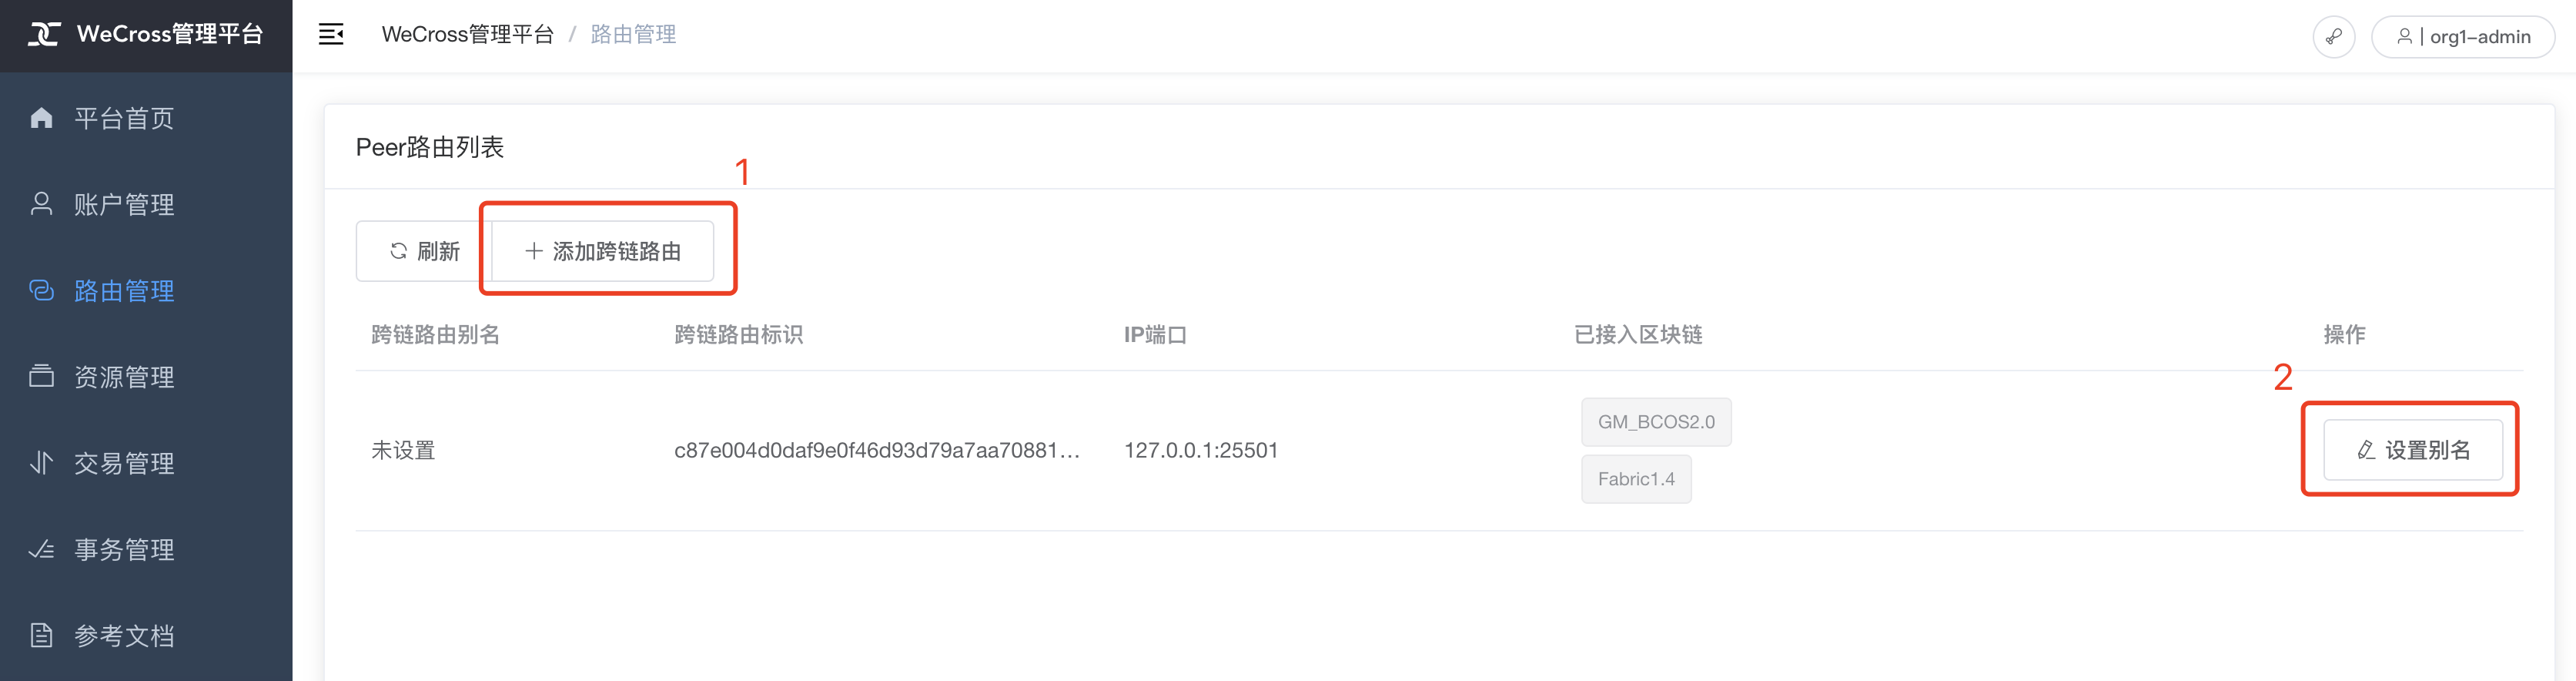 WeCross管理平台
WeCross管理平台 / 路由管理
| org1-admin
平台首页
账户管理
路由管理
资源管理
交易管理
事务管理
参考文档
Peer路由列表
1
刷新
添加跨链路由
跨链路由别名 跨链路由标识 IP端口 已接入区块链 操作
2
未设置 c87e004d0daf9e0f46d93d79a7aa70881... 127.0.0.1:25501
GM_BCOS2.0
Fabric1.4
设置别名